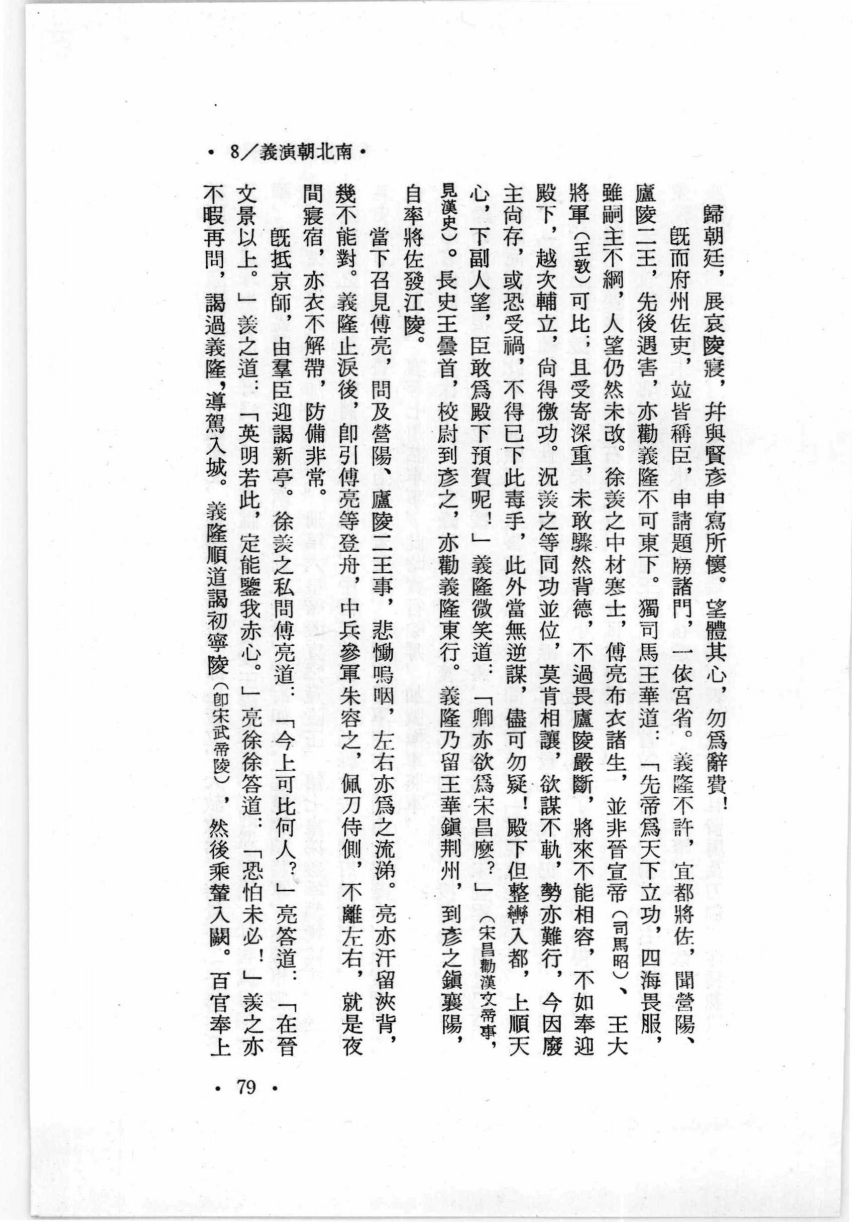 • 8/義演朝北南 •
歸朝廷，展哀陵寢，幷與賢彥申寫所懷。望體其心，勿爲辭費！
旣而府州佐吏，竝皆稱臣，申請題牓諸門，一依宮省。義隆不許，宜都將佐，聞營陽、
廬陵二王，先後遇害，亦勸義隆不可東下。獨司馬王華道：「先帝爲天下立功，四海畏服，
雖嗣主不綱，人望仍然未改。徐羨之中材寒士，傅亮布衣諸生，並非晉宣帝（司馬昭）、王大
將軍（王敦）可比；且受寄深重，未敢驟然背德，不過畏廬陵嚴斷，將來不能相容，不如奉迎
殿下，越次輔立，尙得徼功。況羨之等同功並位，莫肯相讓，欲謀不軌，勢亦難行，今因廢
主尙存，或恐受禍，不得已下此毒手，此外當無逆謀，儘可勿疑！殿下但整轡入都，上順天
心，下副人望，臣敢爲殿下預賀呢！」義隆微笑道：「卿亦欲爲宋昌麽？」（宋昌勸漢文帝事，
見漢史）。長史王曇首，校尉到彥之，亦勸義隆東行。義隆乃留王華鎭荆州，到彥之鎭襄陽，
自率將佐發江陵。
當下召見傅亮，問及營陽、廬陵二王事，悲慟嗚咽，左右亦爲之流涕。亮亦汗留浹背，
幾不能對。義隆止淚後，卽引傅亮等登舟，中兵參軍朱容之，佩刀侍側，不離左右，就是夜
間寢宿，亦衣不解帶，防備非常。
旣抵京師，由羣臣迎謁新亭。徐羨之私問傅亮道：「今上可比何人？」亮答道：「在晉
文景以上。」羨之道：「英明若此，定能鑒我赤心。」亮徐徐答道：「恐怕未必！」羨之亦
不暇再問，謁過義隆，導駕入城。義隆順道謁初寧陵（卽宋武帝陵），然後乘輦入闕。百官奉上
• 79 •